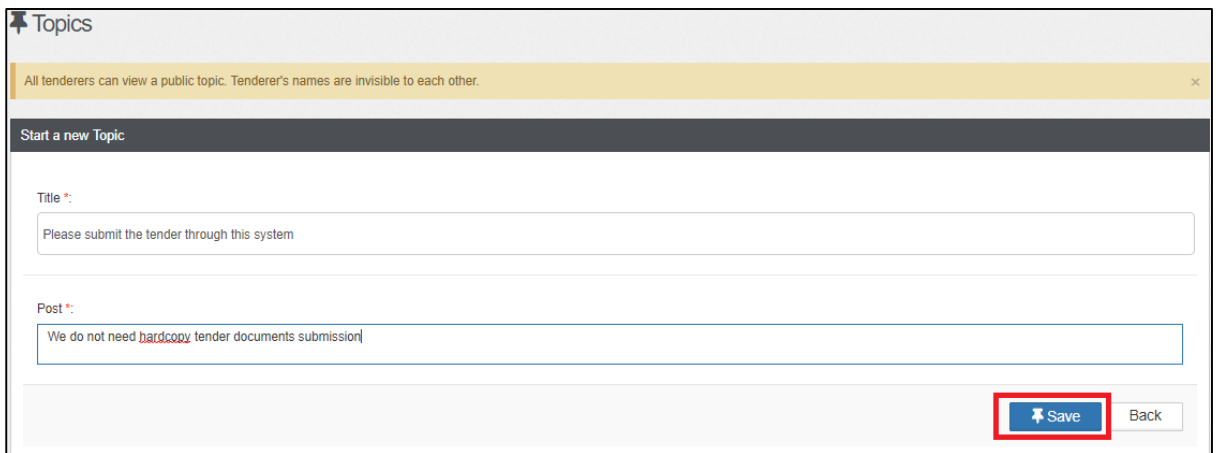 Topics
All tenderers can view a public topic. Tenderer's names are invisible to each other.
×
Start a new Topic
Title *:
Please submit the tender through this system
Post *:
We do not need hardcopy tender documents submission
Save Back